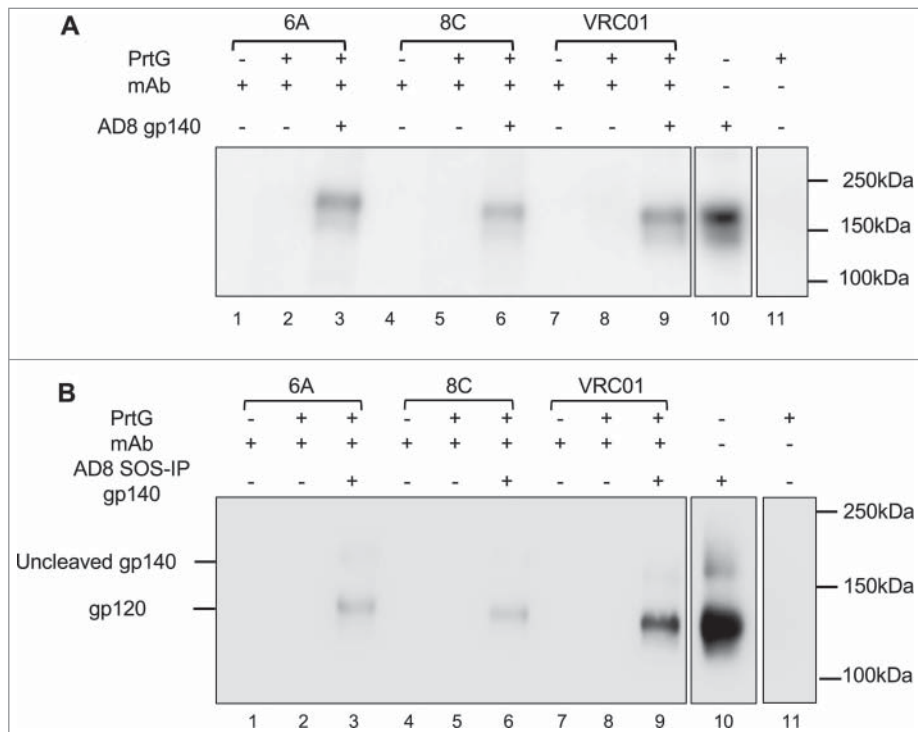 A
6A 8C VRC01
PrtG - + + - + + - + + - +
mAb + + + + + + + + + - -
AD8 gp140 - - + - - + - - + + -
250kDa
150kDa
100kDa
1 2 3 4 5 6 7 8 9 10 11
B
6A 8C VRC01
PrtG - + + - + + - + + - +
mAb + + + + + + + + + - -
AD8 SOS-IP
gp140 - - + - - + - - + + -
250kDa
Uncleaved gp140
150kDa
gp120
100kDa
1 2 3 4 5 6 7 8 9 10 11